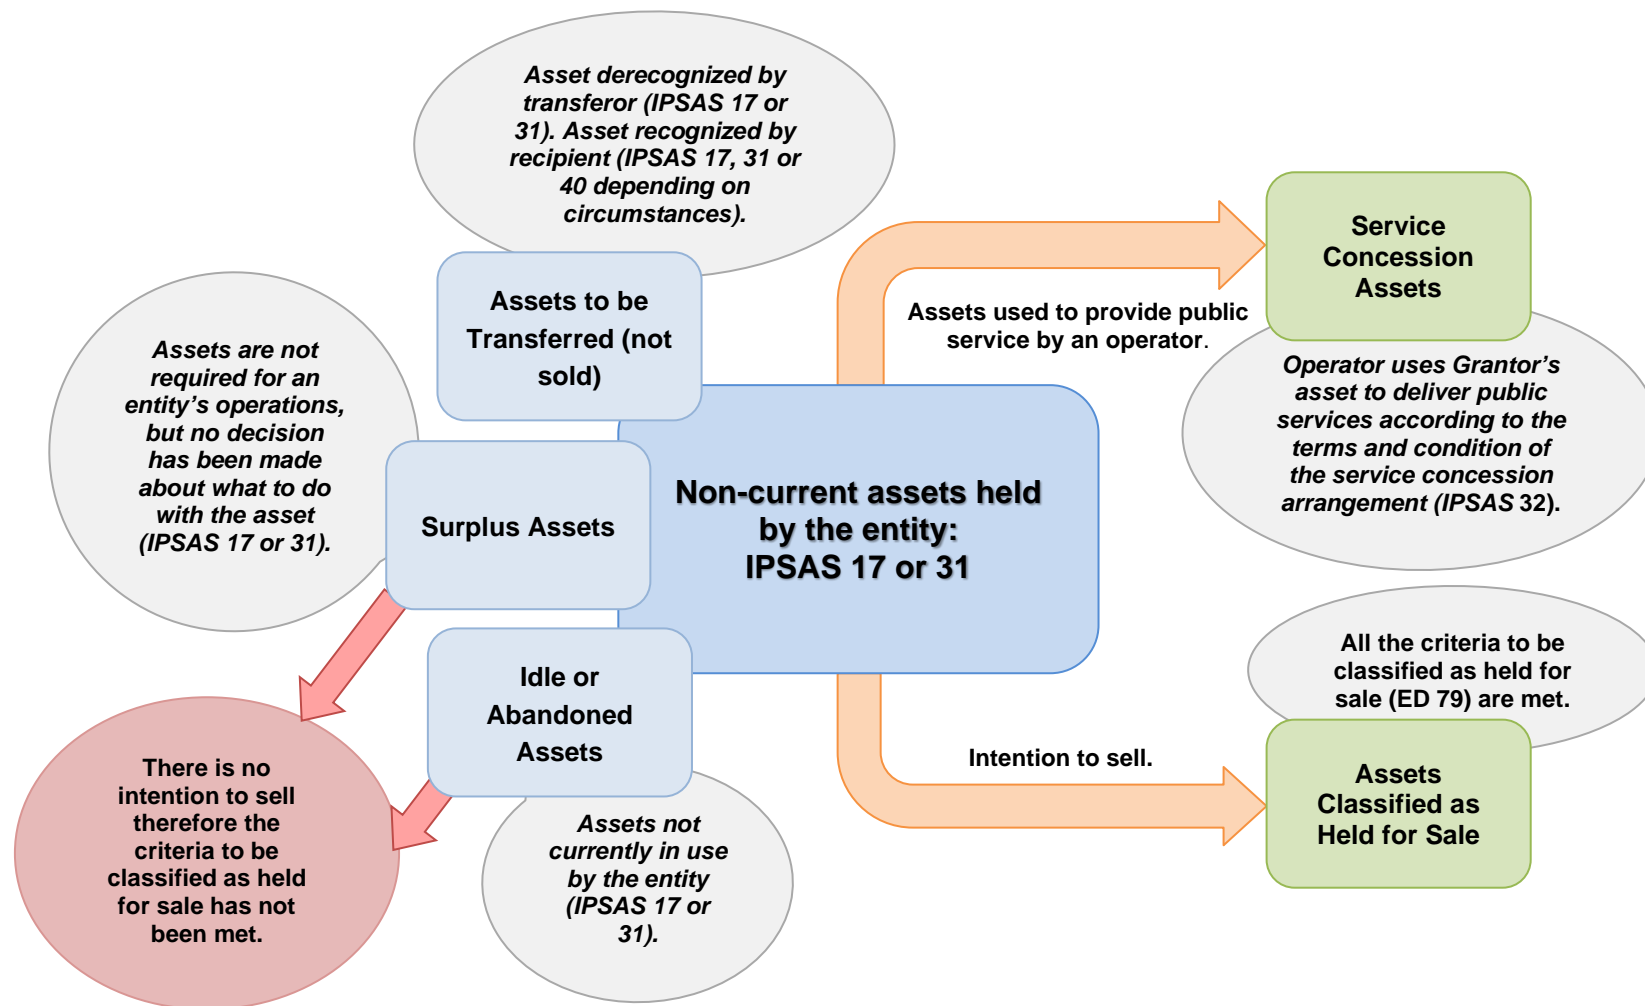 Asset derecognized by
transferor (IPSAS 17 or
31). Asset recognized by
recipient (IPSAS 17, 31 or
40 depending on
circumstances).
Assets to be
Transferred (not
sold)
Assets are not
required for an
entity’s operations,
but no decision
has been made
about what to do
with the asset
(IPSAS 17 or 31).
Surplus Assets
Non-current assets held
by the entity:
IPSAS 17 or 31
Assets used to provide public
service by an operator.
Service
Concession
Assets
Operator uses Grantor’s
asset to deliver public
services according to the
terms and condition of
the service concession
arrangement (IPSAS 32).
Idle or
Abandoned
Assets
There is no
intention to sell
therefore the
criteria to be
classified as held
for sale has not
been met.
Assets not
currently in use
by the entity
(IPSAS 17 or
31).
Intention to sell.
All the criteria to be
classified as held for
sale (ED 79) are met.
Assets
Classified as
Held for Sale